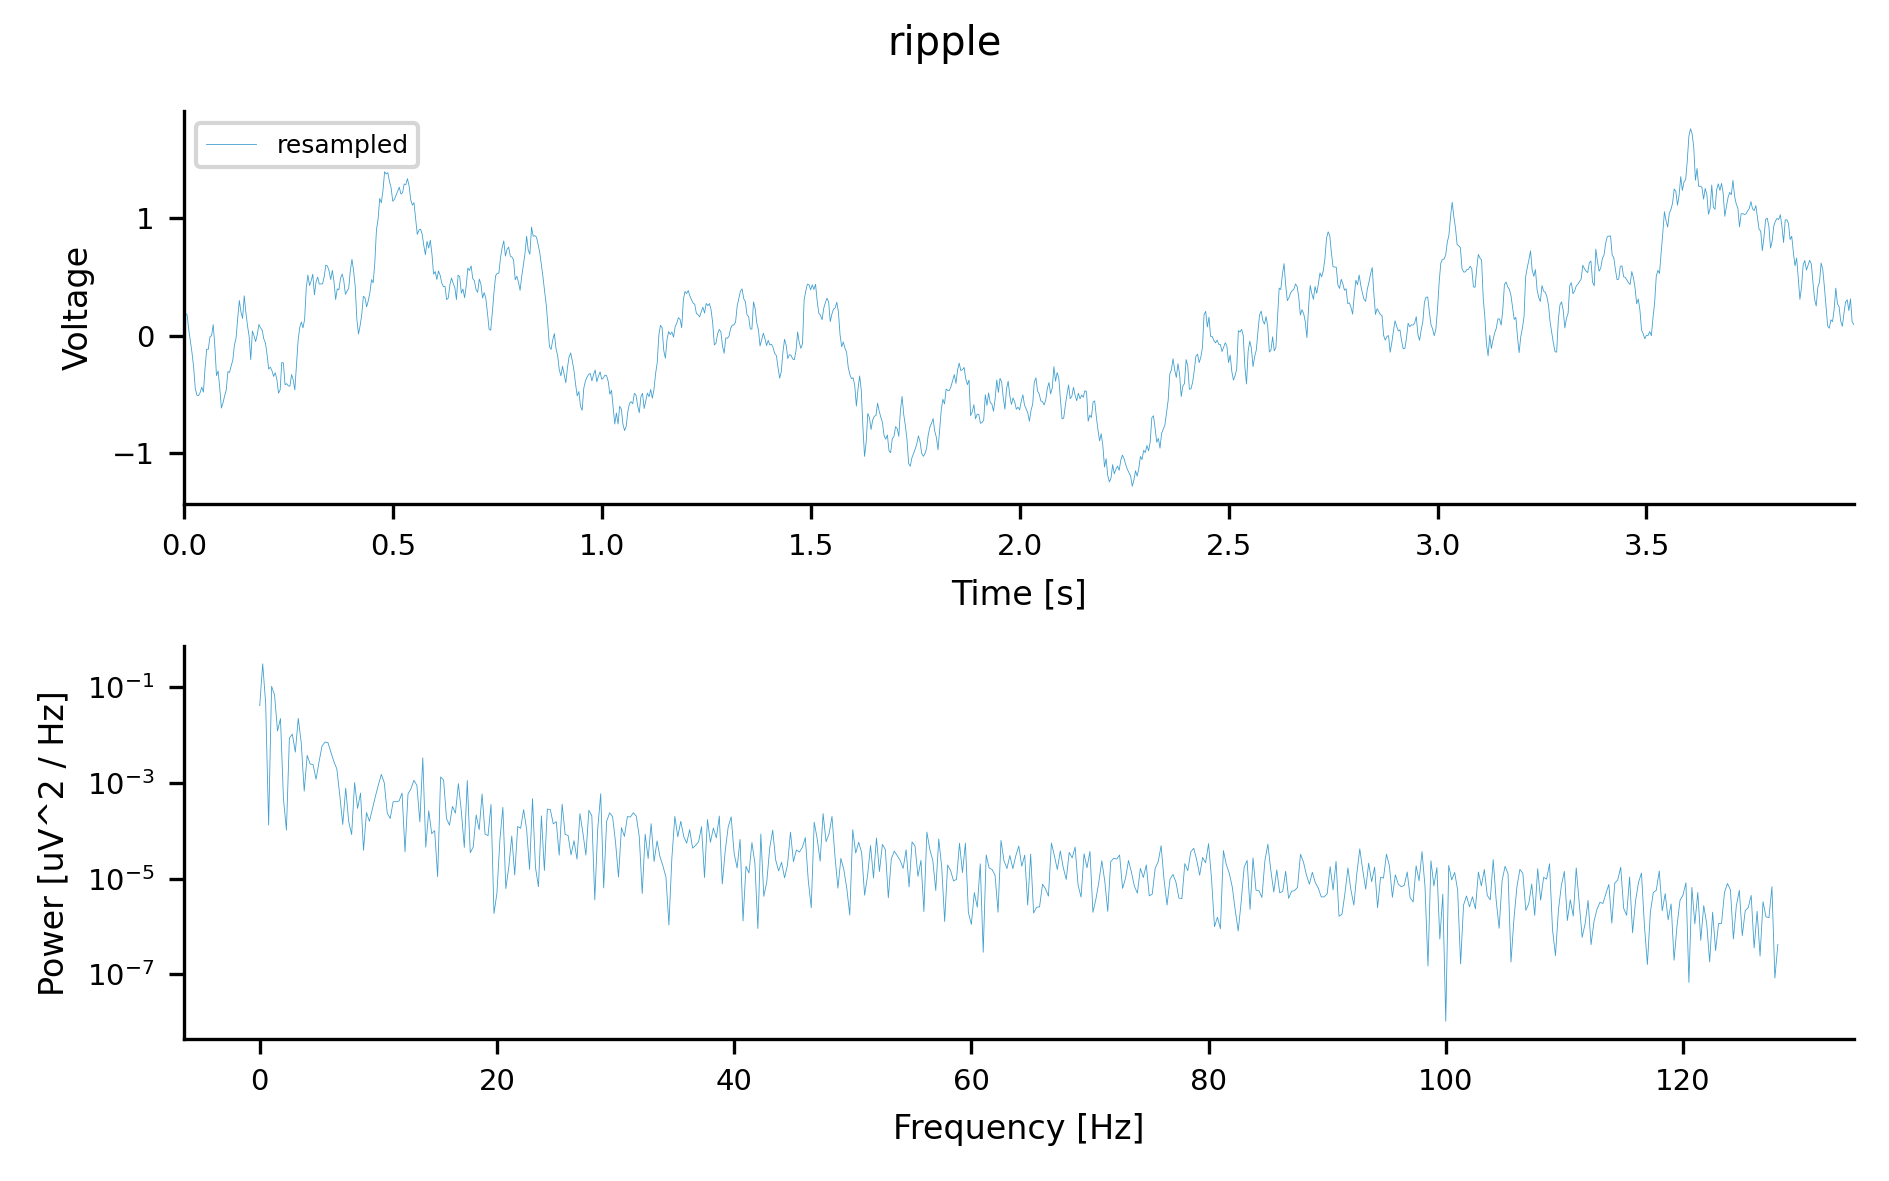 ripple
resampled
Voltage
1
0
−1
0.0 0.5 1.0 1.5 2.0 2.5 3.0 3.5
Time [s]
Power [uV^2 / Hz]
10⁻¹
10⁻³
10⁻⁵
10⁻⁷
0 20 40 60 80 100 120
Frequency [Hz]